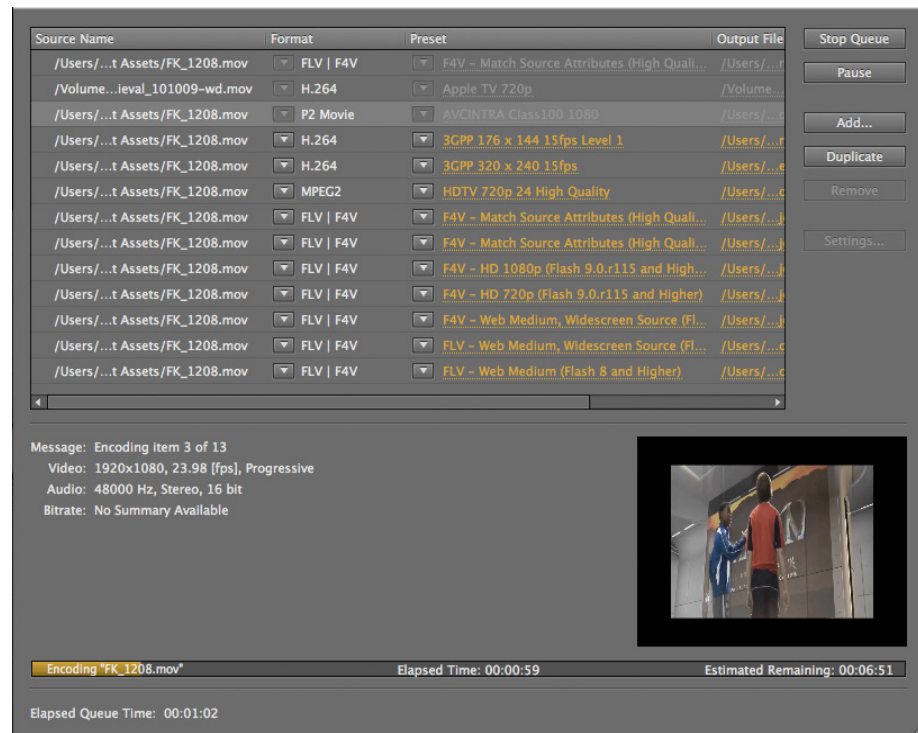 Source Name Format Preset Output File
/Users/...t Assets/FK_1208.mov FLV | F4V F4V – Match Source Attributes (High Quali... /Users/...r
/Volume...ieval_101009-wd.mov H.264 Apple TV 720p /Volume...
/Users/...t Assets/FK_1208.mov P2 Movie AVCINTRA Class100 1080 /Users/...c
/Users/...t Assets/FK_1208.mov H.264 3GPP 176 x 144 15fps Level 1 /Users/...r
/Users/...t Assets/FK_1208.mov H.264 3GPP 320 x 240 15fps /Users/...e
/Users/...t Assets/FK_1208.mov MPEG2 HDTV 720p 24 High Quality /Users/...c
/Users/...t Assets/FK_1208.mov FLV | F4V F4V – Match Source Attributes (High Quali... /Users/...j
/Users/...t Assets/FK_1208.mov FLV | F4V F4V – Match Source Attributes (High Quali... /Users/...j
/Users/...t Assets/FK_1208.mov FLV | F4V F4V – HD 1080p (Flash 9.0.r115 and High... /Users/...j
/Users/...t Assets/FK_1208.mov FLV | F4V F4V – HD 720p (Flash 9.0.r115 and Higher) /Users/...j
/Users/...t Assets/FK_1208.mov FLV | F4V F4V – Web Medium, Widescreen Source (Fl... /Users/...j
/Users/...t Assets/FK_1208.mov FLV | F4V FLV – Web Medium, Widescreen Source (Fl... /Users/...c
/Users/...t Assets/FK_1208.mov FLV | F4V FLV – Web Medium (Flash 8 and Higher) /Users/...c
Stop Queue
Pause
Add...
Duplicate
Remove
Settings...
Message: Encoding item 3 of 13
Video: 1920x1080, 23.98 [fps], Progressive
Audio: 48000 Hz, Stereo, 16 bit
Bitrate: No Summary Available
Encoding "FK_1208.mov" Elapsed Time: 00:00:59 Estimated Remaining: 00:06:51
Elapsed Queue Time: 00:01:02